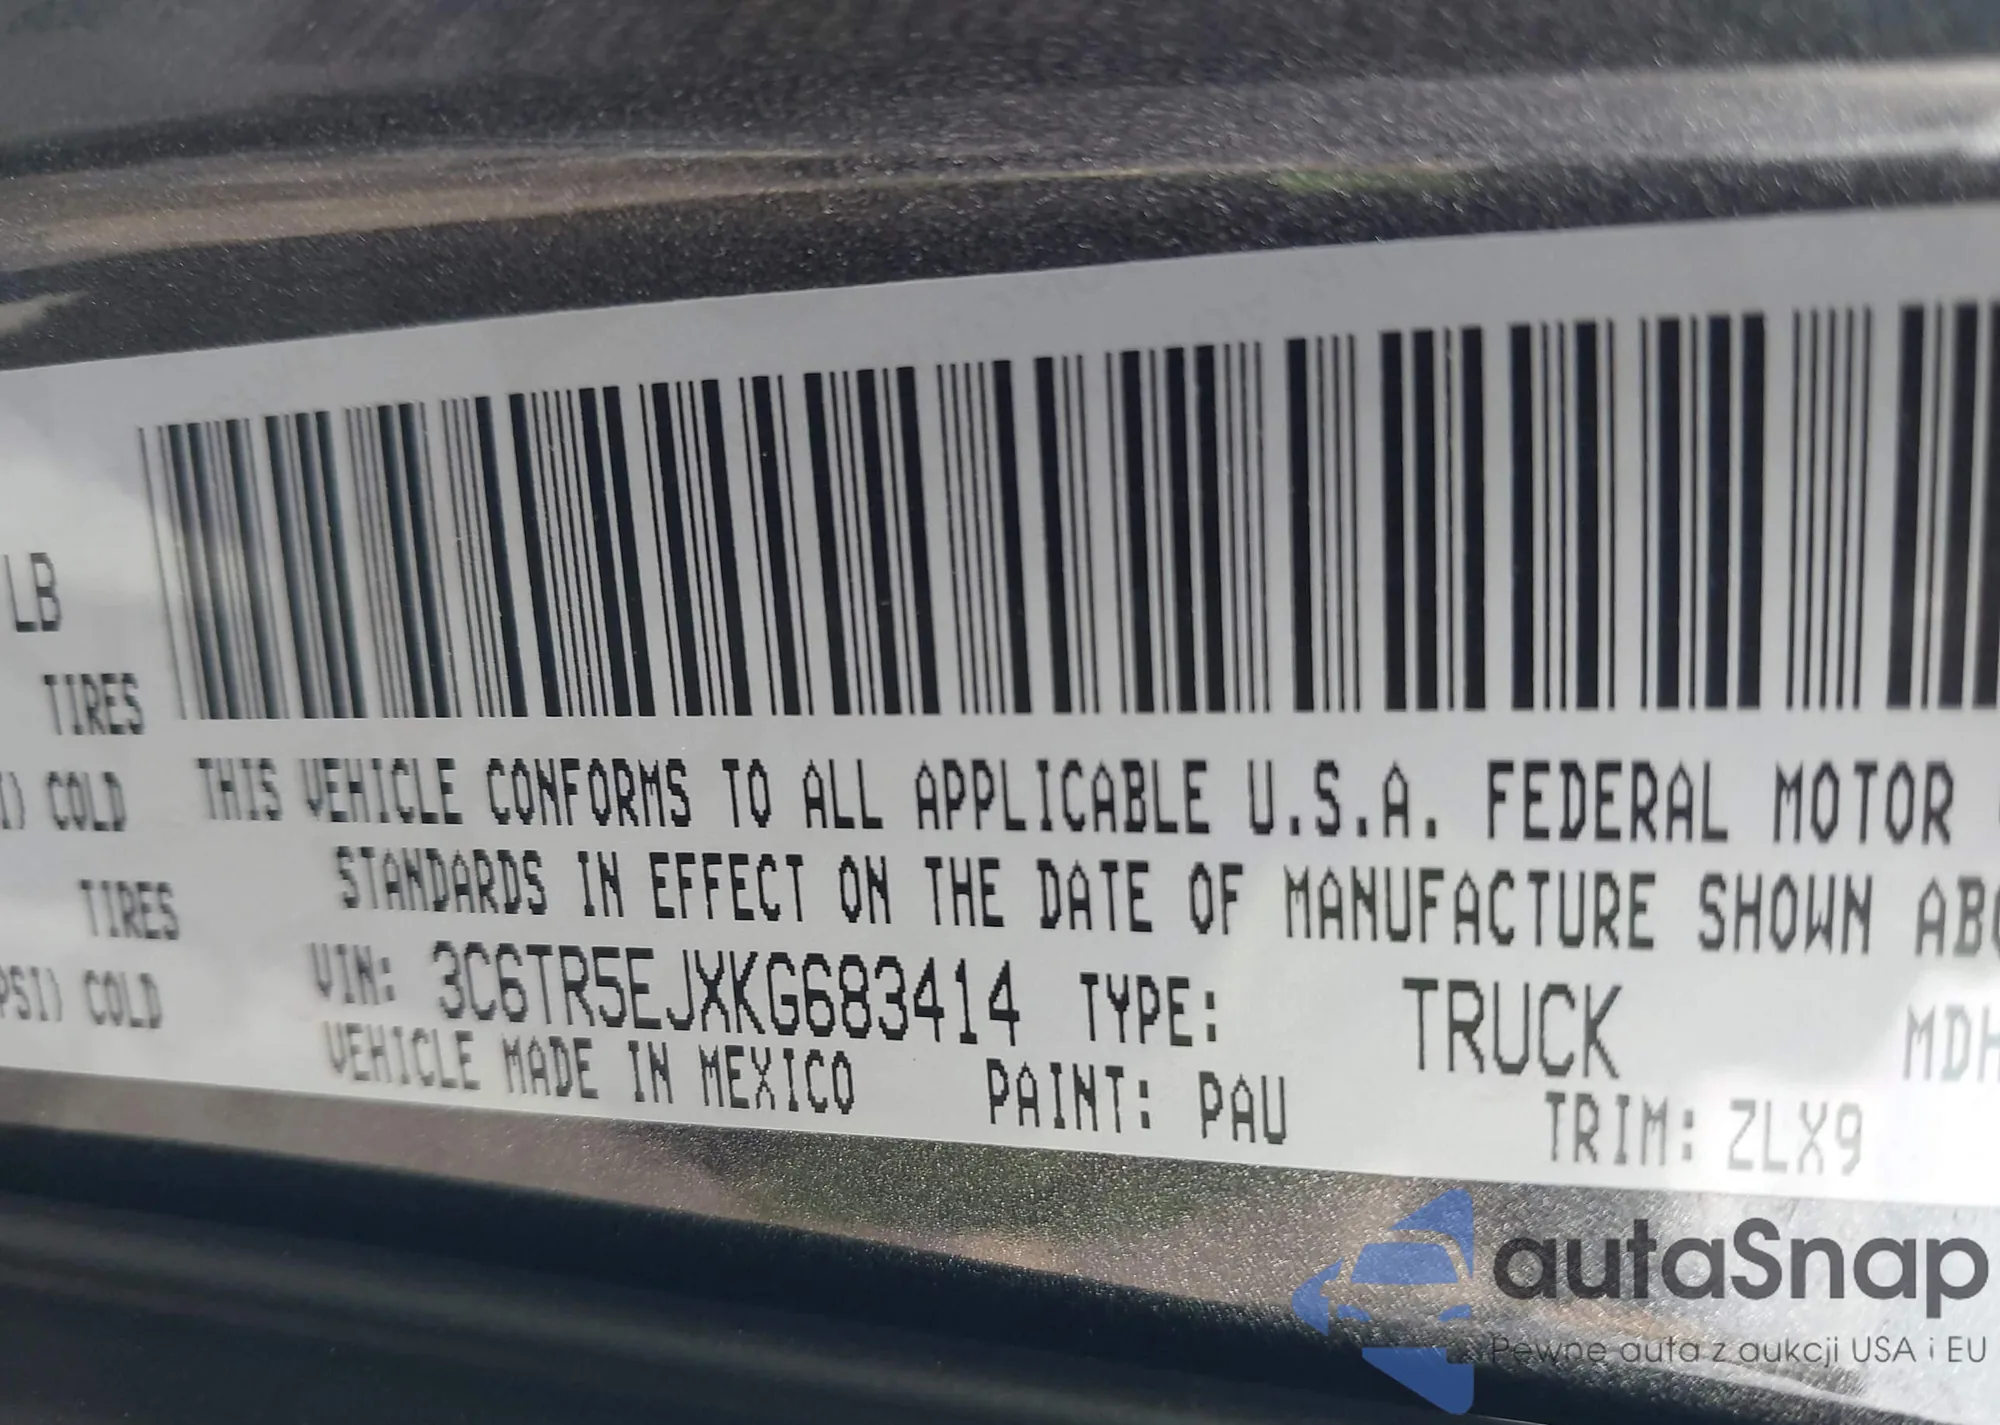 LB
TIRES
COLD
TIRES
PSI) COLD
THIS VEHICLE CONFORMS TO ALL APPLICABLE U.S.A. FEDERAL MOTOR
STANDARDS IN EFFECT ON THE DATE OF MANUFACTURE SHOWN
VIN: 3C6TR5EJXKG683414 TYPE: TRUCK MDH
VEHICLE MADE IN MEXICO PAINT: PAU TRIM: ZLX9
autaSnap
Pewne auta z aukcji USA i EU